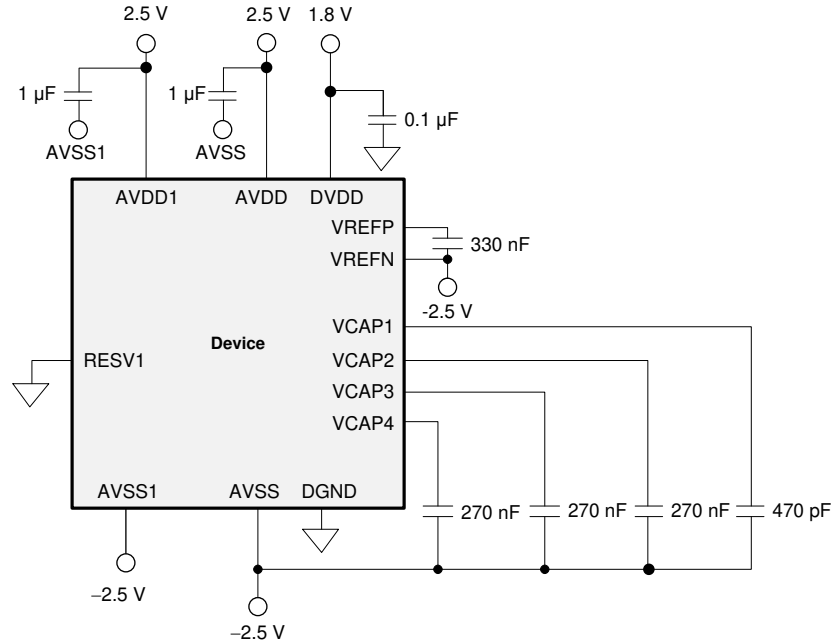 2.5 V
2.5 V
1.8 V
1 µF
1 µF
0.1 µF
AVSS1
AVSS
AVDD1
AVDD
DVDD
VREFP
330 nF
VREFN
-2.5 V
VCAP1
Device
RESV1
VCAP2
VCAP3
VCAP4
AVSS1
AVSS
DGND
270 nF
270 nF
270 nF
470 pF
–2.5 V
–2.5 V